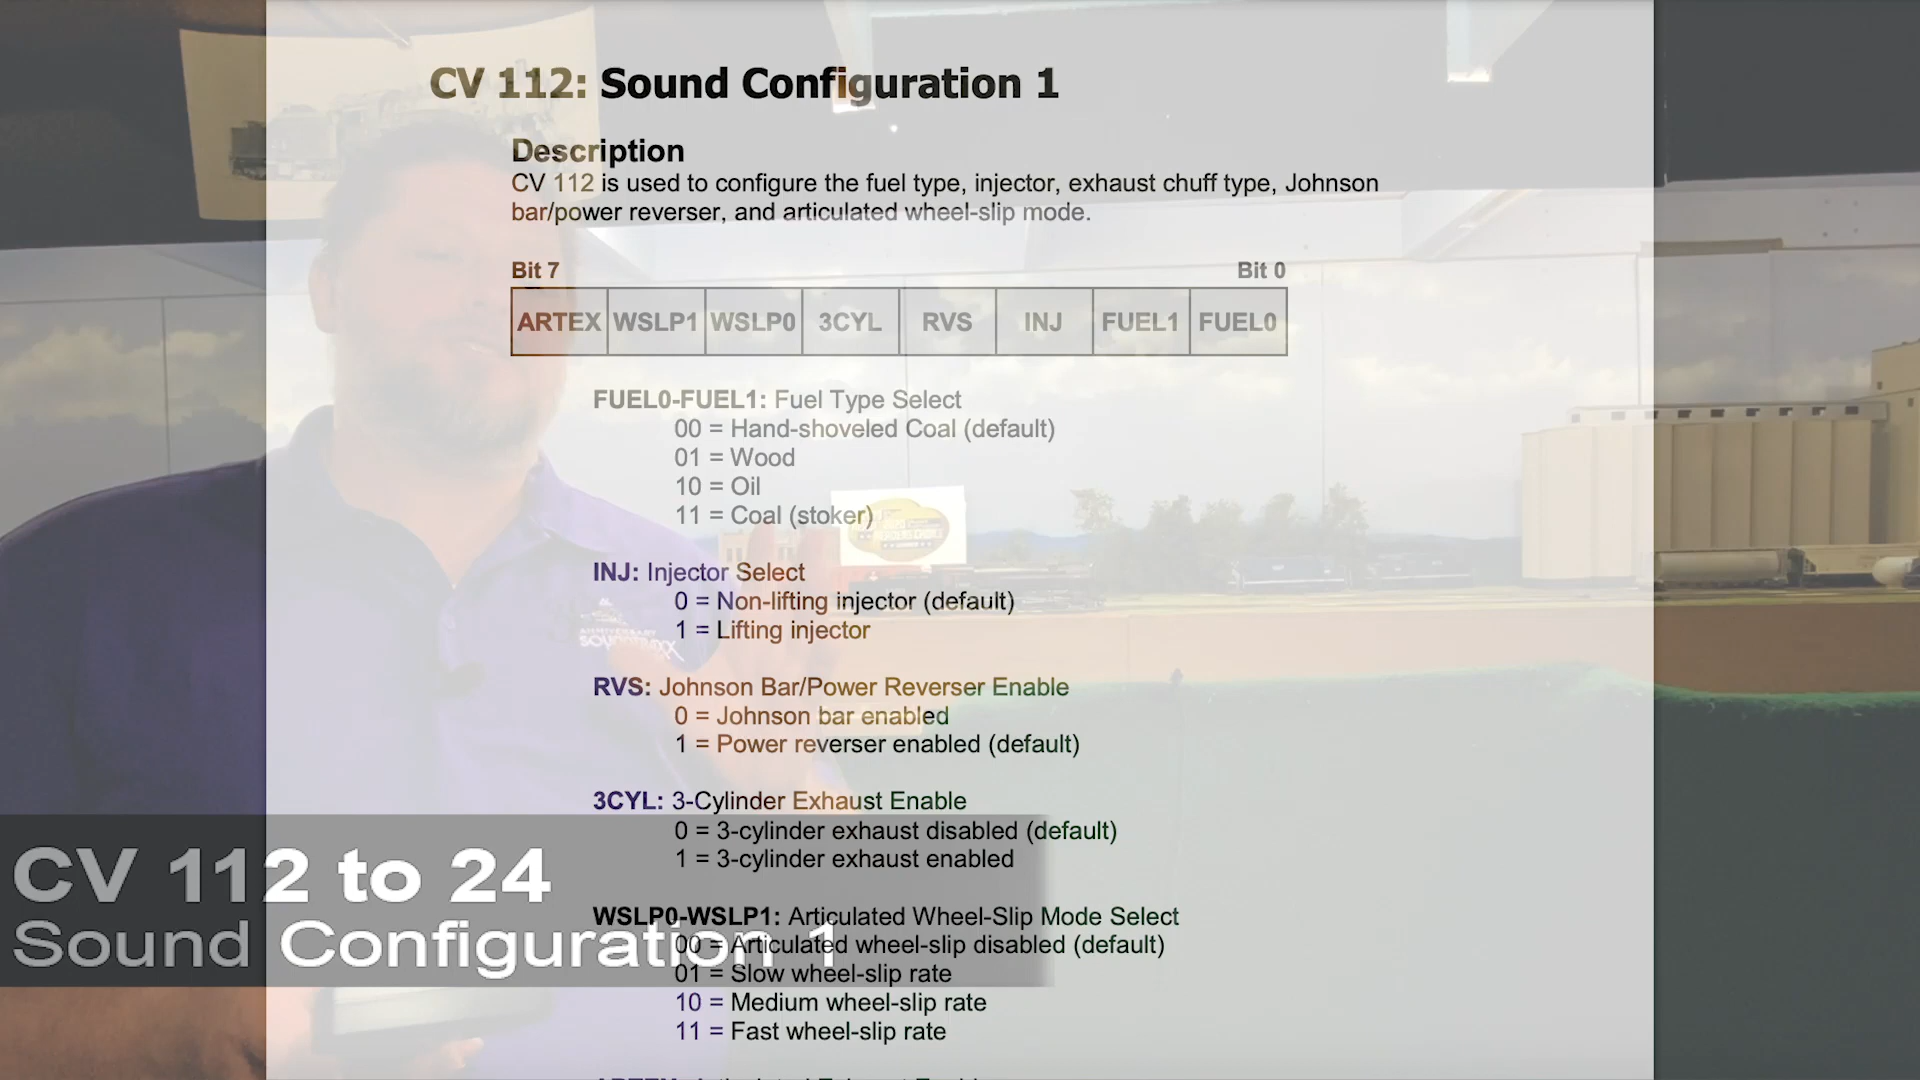 CV 112: Sound Configuration 1
Description
CV 112 is used to configure the fuel type, injector, exhaust chuff type, Johnson
bar/power reverser, and articulated wheel-slip mode.
Bit 7 Bit 0
ARTEX WSLP1 WSLP0 3CYL RVS INJ FUEL1 FUEL0
FUEL0-FUEL1: Fuel Type Select
00 = Hand-shoveled Coal (default)
01 = Wood
10 = Oil
11 = Coal (stoker)
INJ: Injector Select
0 = Non-lifting injector (default)
1 = Lifting injector
RVS: Johnson Bar/Power Reverser Enable
0 = Johnson bar enabled
1 = Power reverser enabled (default)
3CYL: 3-Cylinder Exhaust Enable
0 = 3-cylinder exhaust disabled (default)
1 = 3-cylinder exhaust enabled
WSLP0-WSLP1: Articulated Wheel-Slip Mode Select
00 = Articulated wheel-slip disabled (default)
01 = Slow wheel-slip rate
10 = Medium wheel-slip rate
11 = Fast wheel-slip rate
CV 112 to 24
Sound Configuration 1
ANNIVERSARY
SOUNDTRAXX